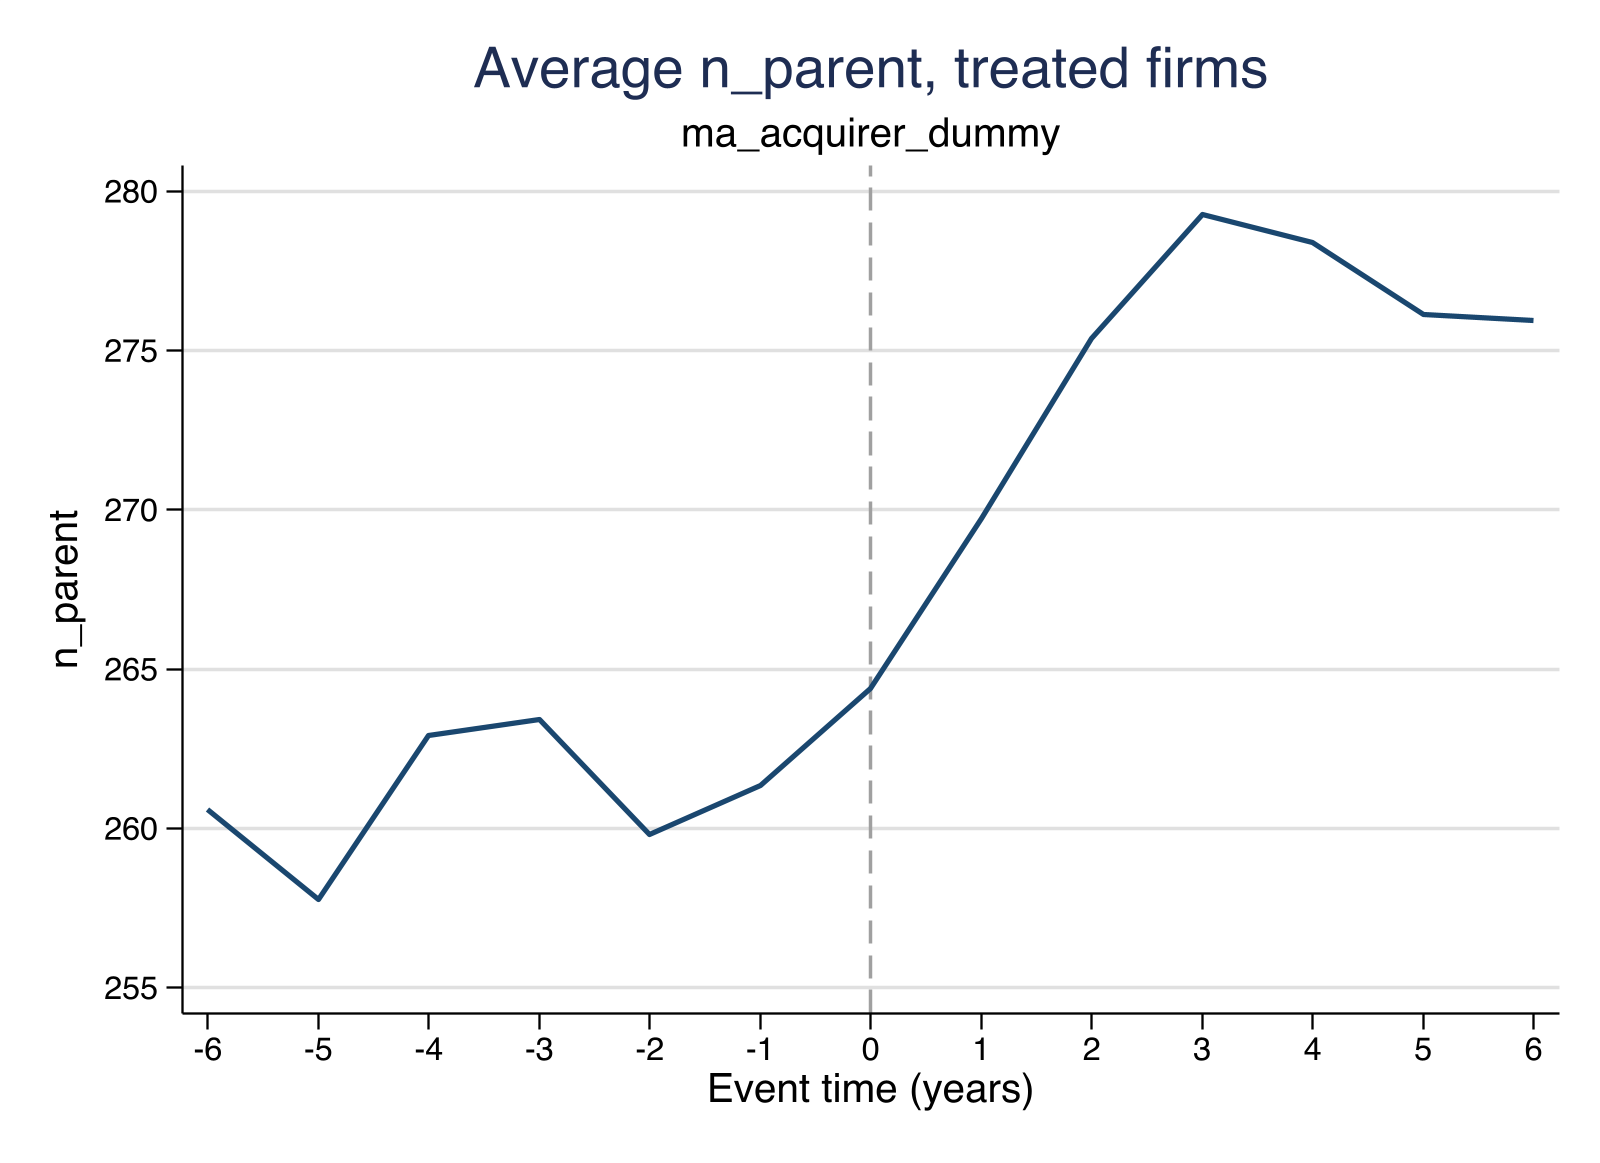 Average n_parent, treated firms
ma_acquirer_dummy
280
275
270
265
260
255
n_parent
-6 -5 -4 -3 -2 -1 0 1 2 3 4 5 6
Event time (years)